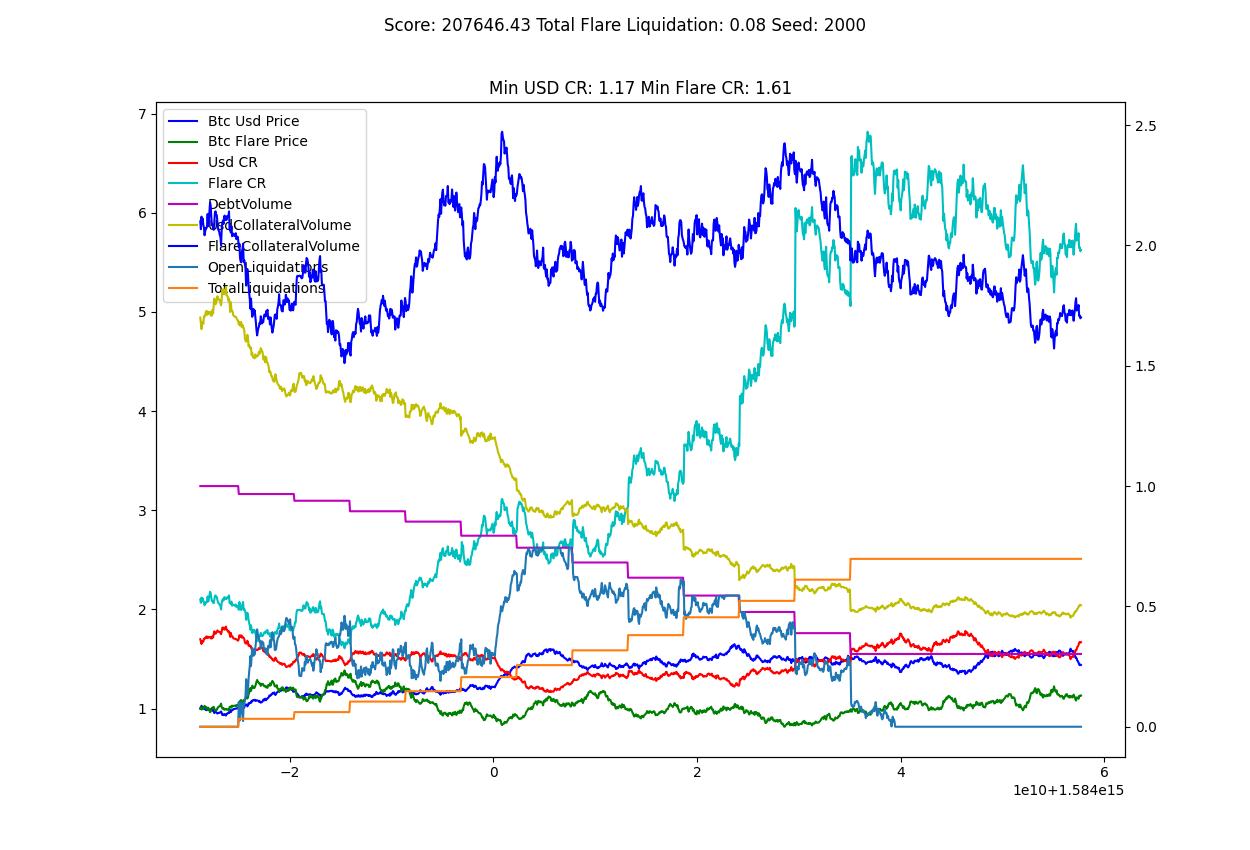 Score: 207646.43 Total Flare Liquidation: 0.08 Seed: 2000
Min USD CR: 1.17 Min Flare CR: 1.61
Btc Usd Price
Btc Flare Price
Usd CR
Flare CR
DebtVolume
UsdCollateralVolume
FlareCollateralVolume
OpenLiquidations
TotalLiquidations
7
6
5
4
3
2
1
2.5
2.0
1.5
1.0
0.5
0.0
−2
0
2
4
6
1e10+1.584e15